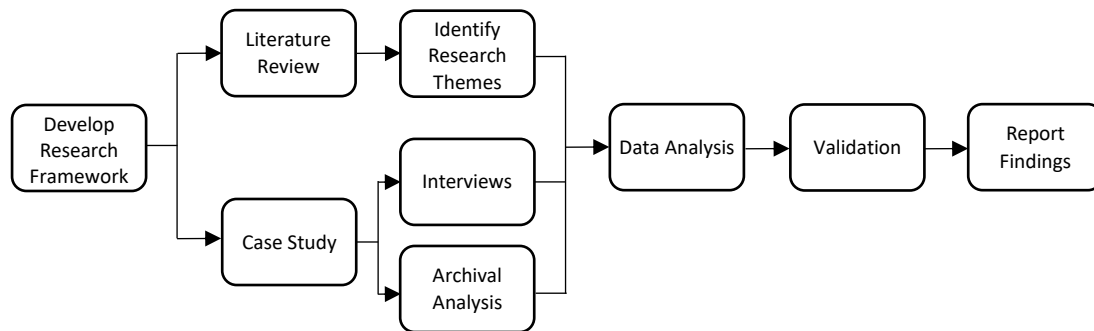 Develop
Research
Framework
Literature
Review
Identify
Research
Themes
Case Study
Interviews
Archival
Analysis
Data Analysis
Validation
Report
Findings